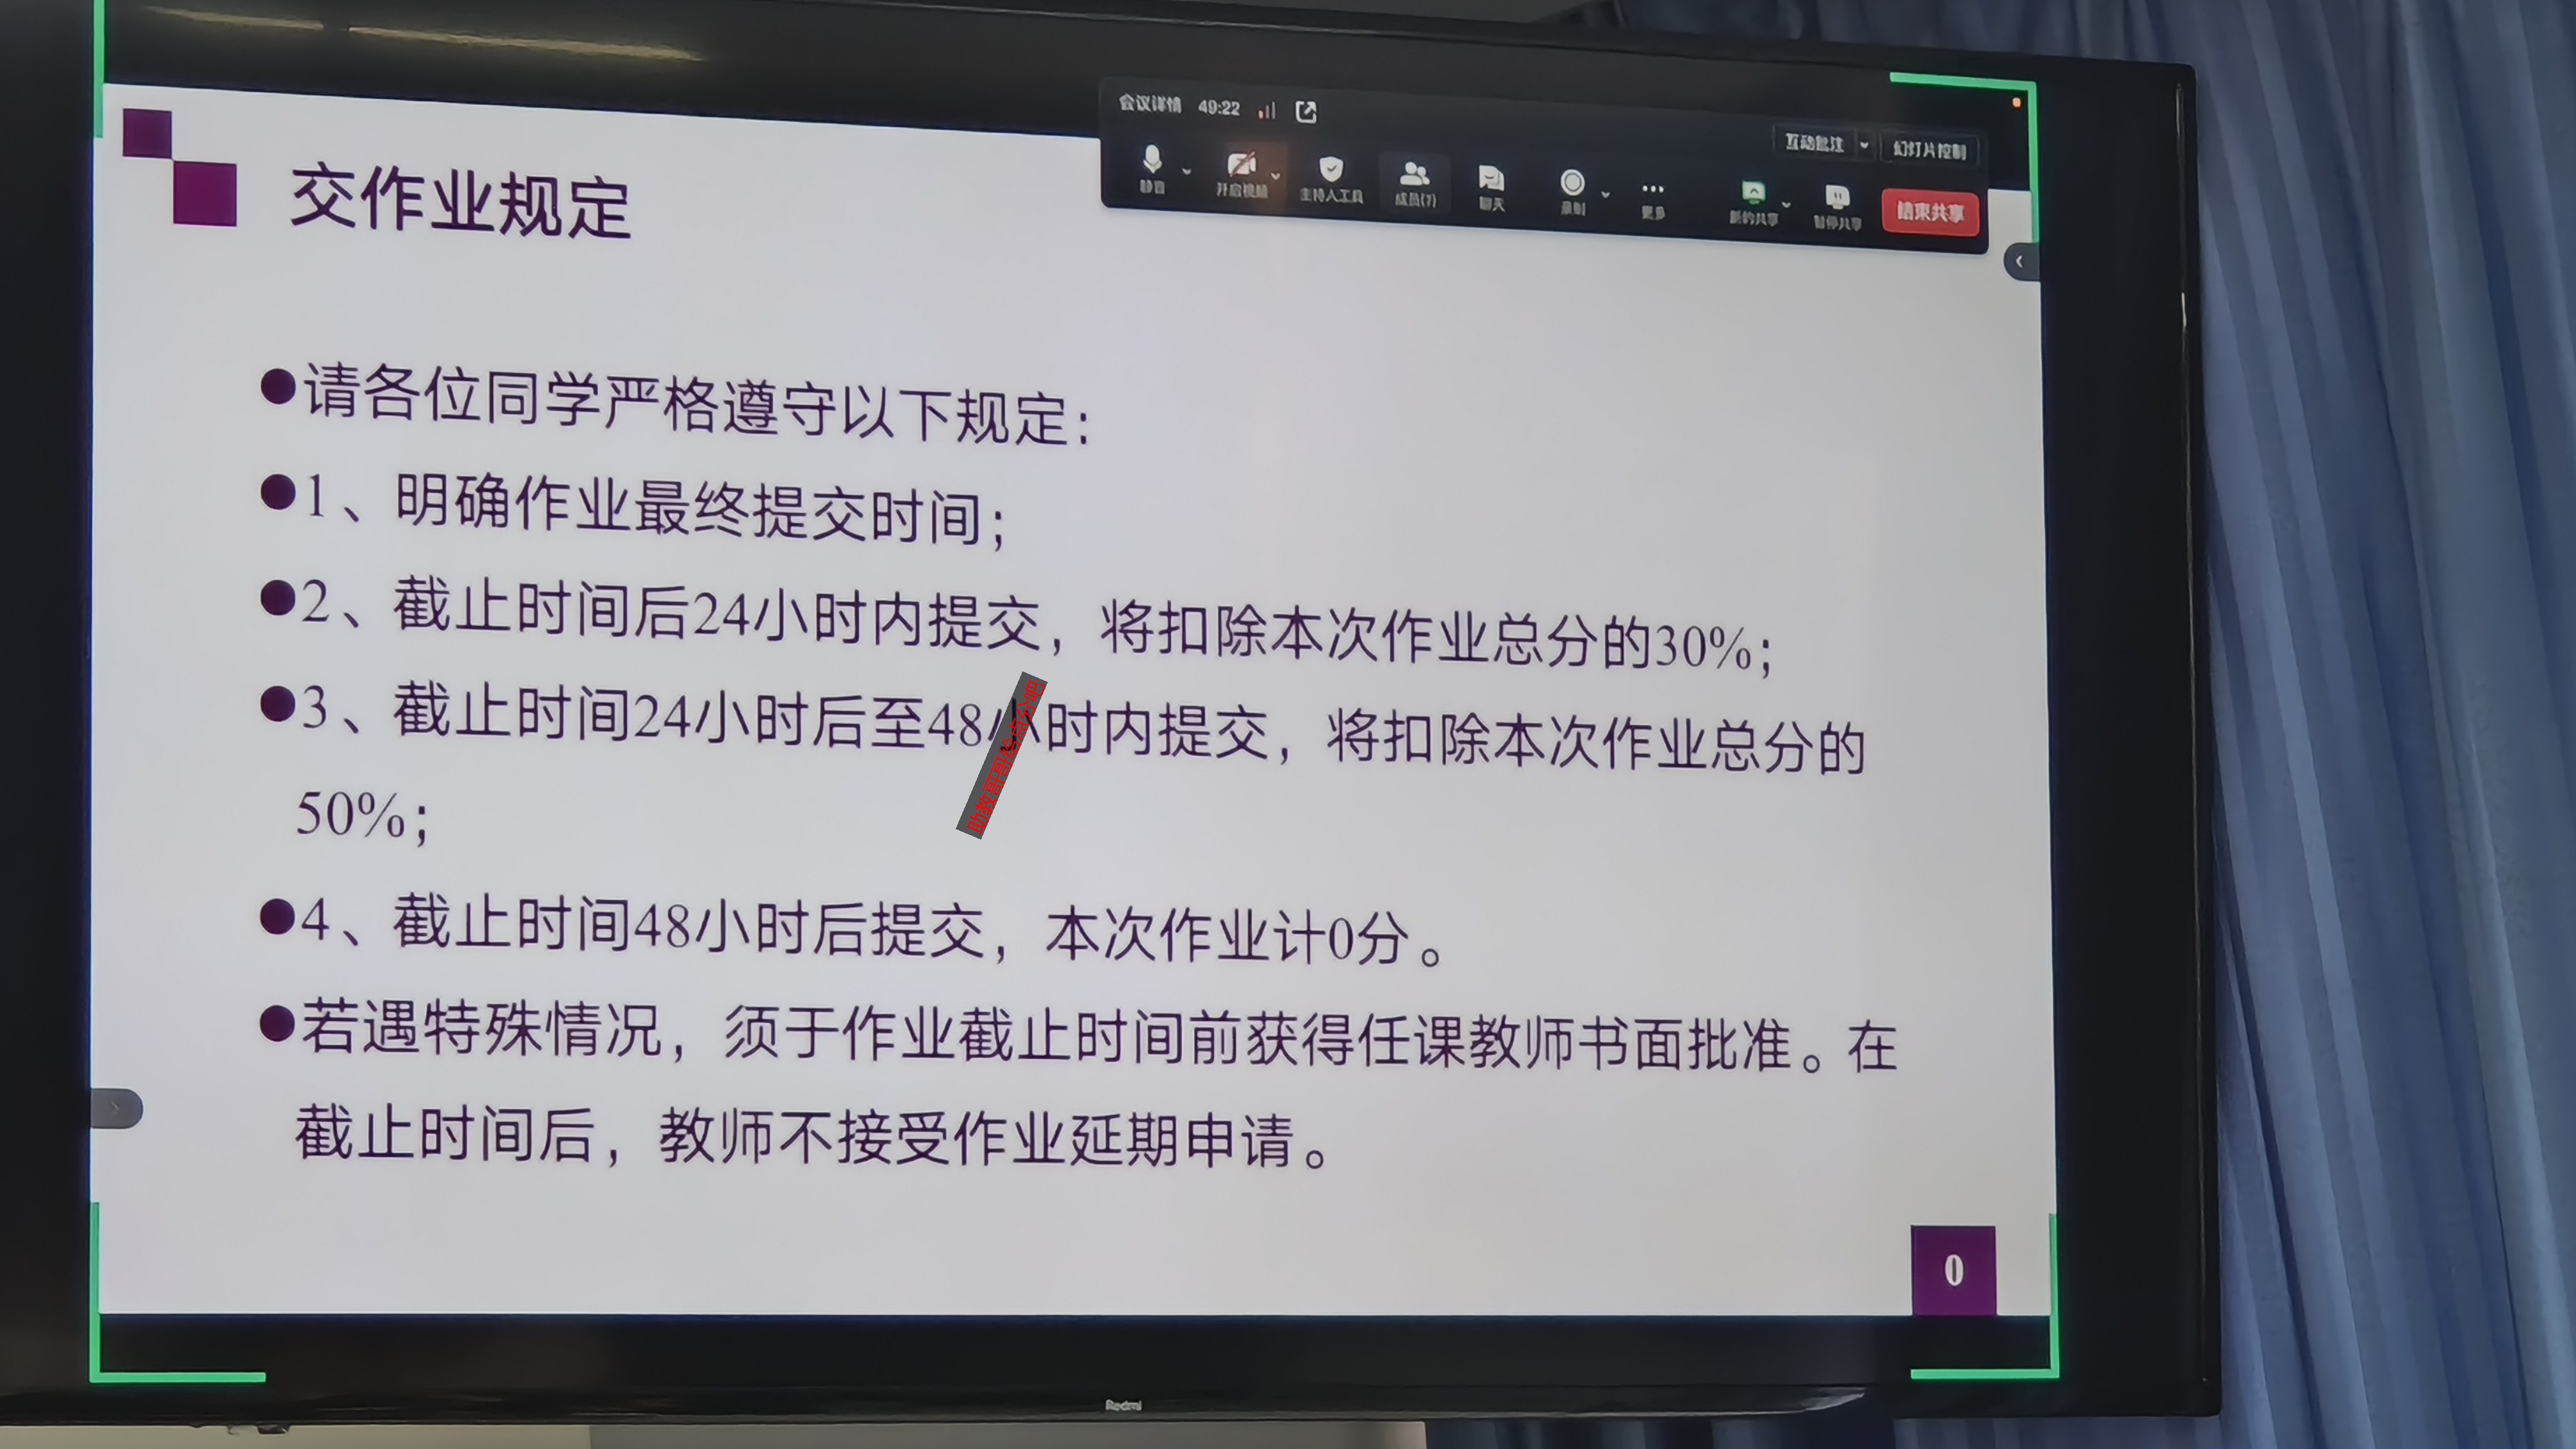 会议详情 49:22
互动批注 幻灯片控制
静音 开启视频 主持人工具 成员(7) 聊天 录制 更多 新的共享 暂停共享 结束共享
交作业规定
●请各位同学严格遵守以下规定：
●1、明确作业最终提交时间；
●2、截止时间后24小时内提交，将扣除本次作业总分的30%；
●3、截止时间24小时后至48小时内提交，将扣除本次作业总分的
50%；
●4、截止时间48小时后提交，本次作业计0分。
●若遇特殊情况，须于作业截止时间前获得任课教师书面批准。在
截止时间后，教师不接受作业延期申请。
0
Redmi